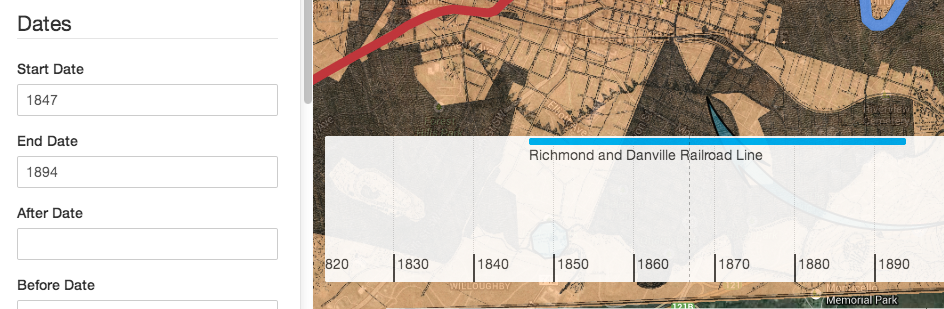 Dates
Start Date
1847
End Date
1894
After Date
Before Date
Richmond and Danville Railroad Line
820
1830
1840
1850
1860
1870
1880
1890
WILLOUGHBY
121B
Memorial Park